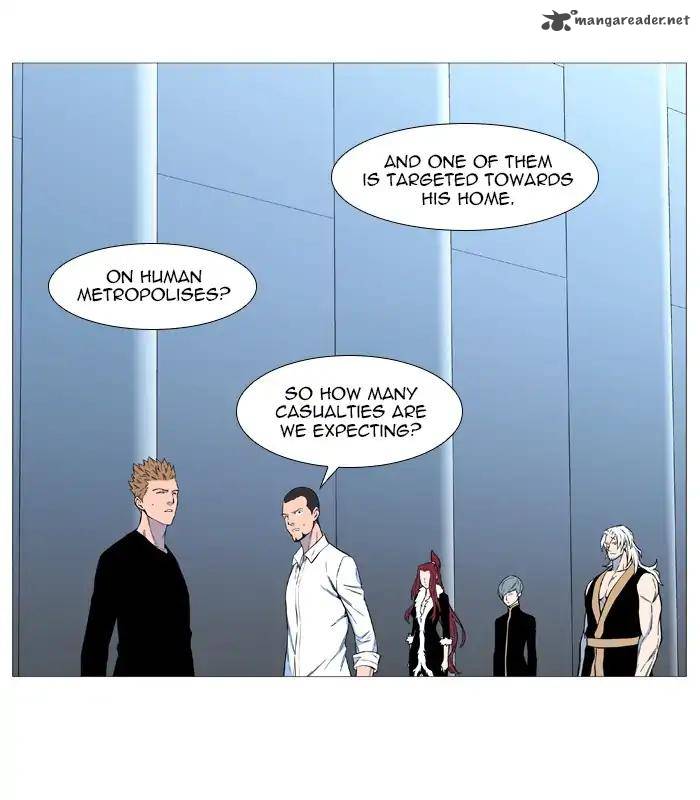 mangareader.net
AND ONE OF THEM
IS TARGETED TOWARDS
HIS HOME.
ON HUMAN
METROPOLISES?
SO HOW MANY
CASUALTIES ARE
WE EXPECTING?